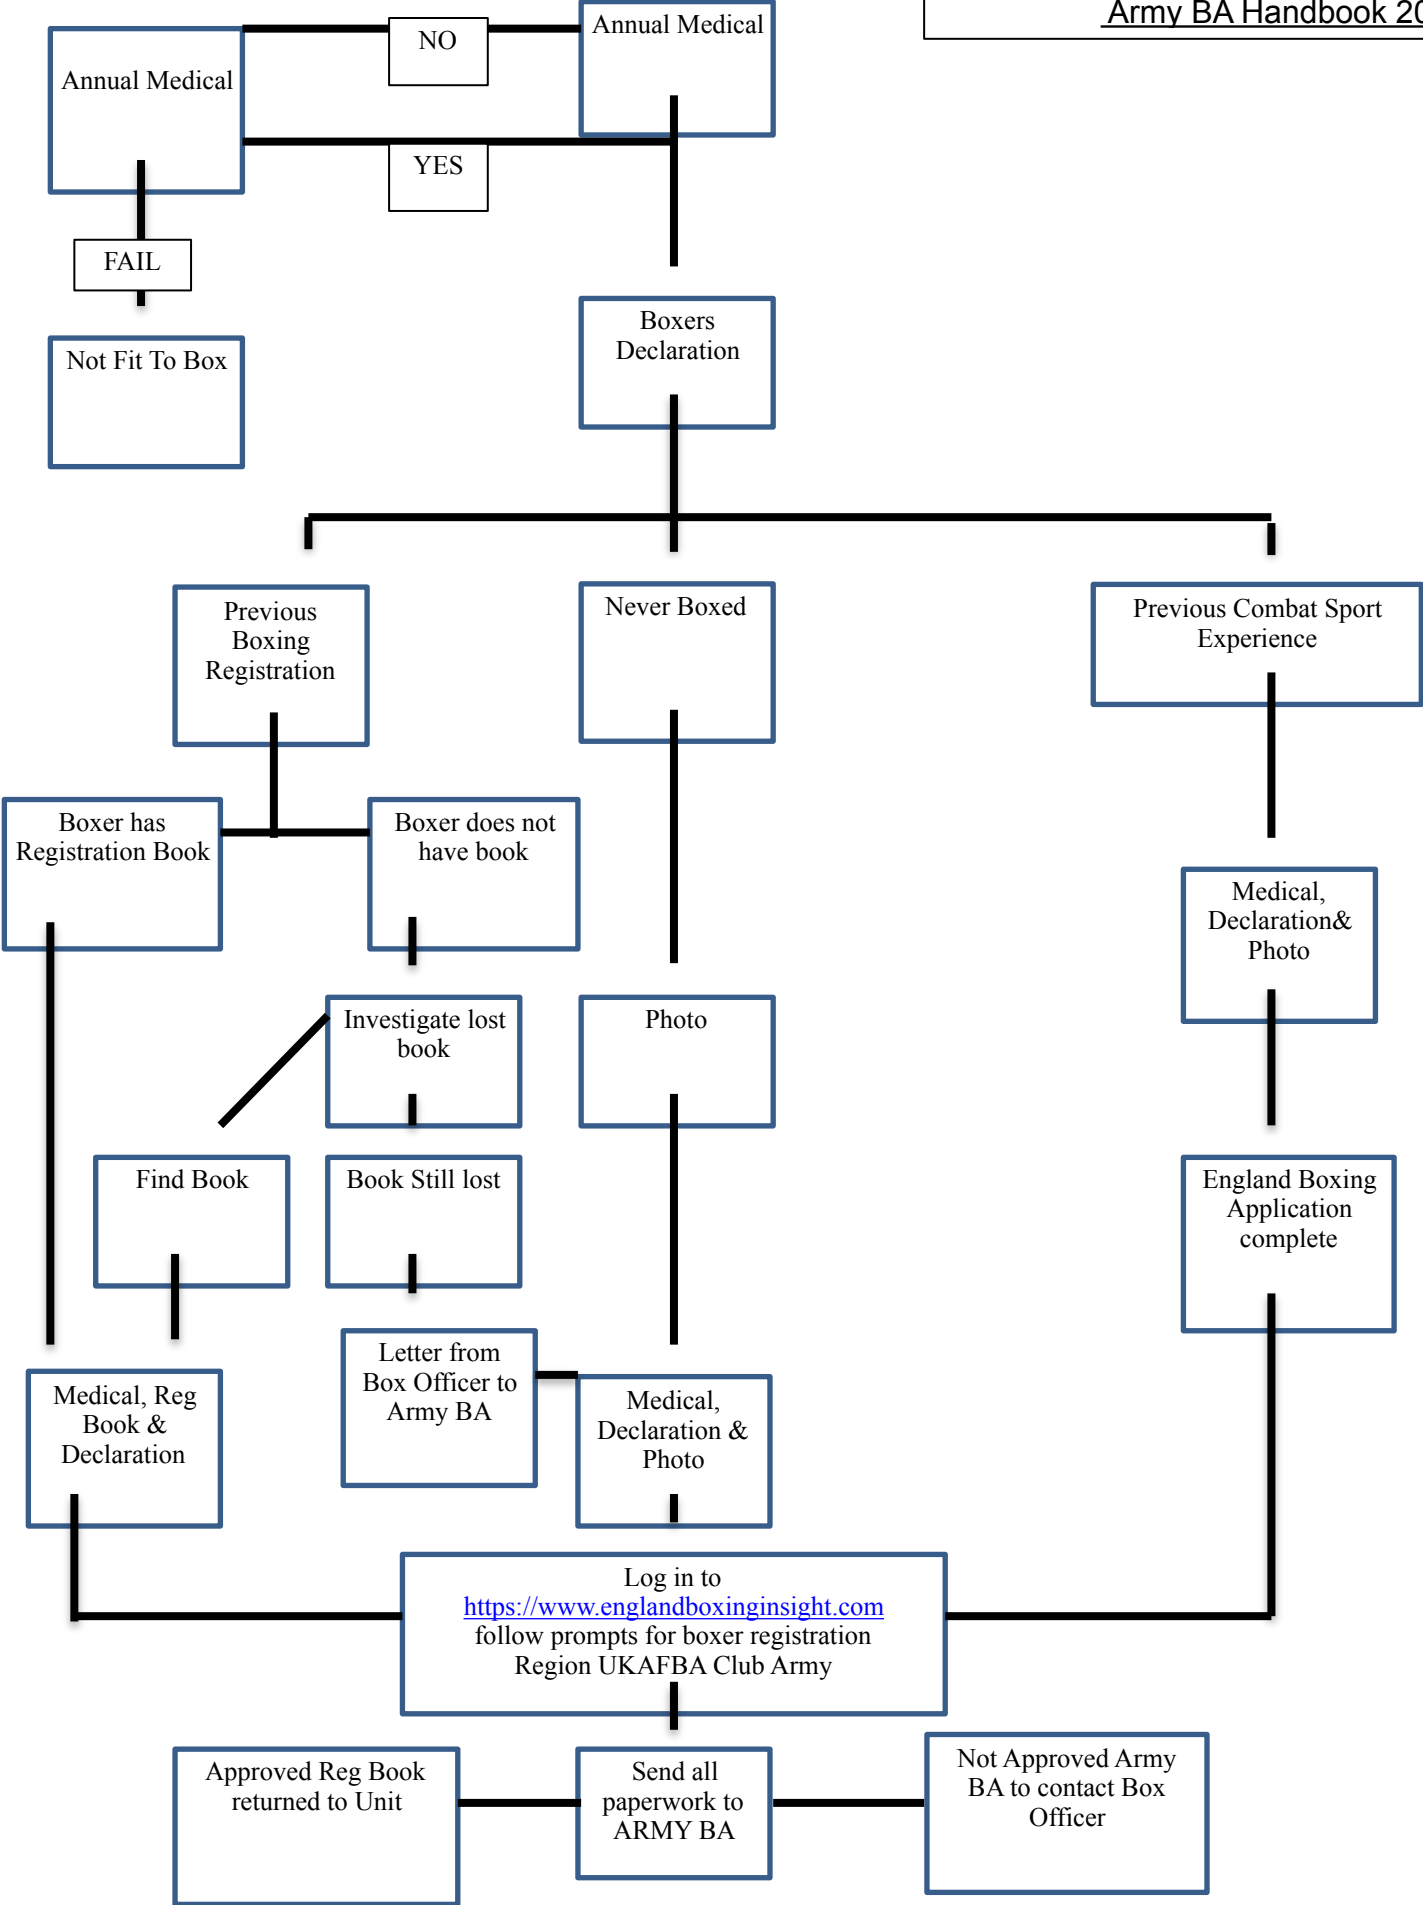 Army BA Handbook 20
Annual Medical
NO
Annual Medical
YES
FAIL
Not Fit To Box
Boxers
Declaration
Previous
Boxing
Registration
Never Boxed
Previous Combat Sport
Experience
Boxer has
Registration Book
Boxer does not
have book
Medical,
Declaration&
Photo
Investigate lost
book
Photo
Find Book
Book Still lost
England Boxing
Application
complete
Letter from
Box Officer to
Army BA
Medical, Reg
Book &
Declaration
Medical,
Declaration &
Photo
Log in to
https://www.englandboxinginsight.com
follow prompts for boxer registration
Region UKAFBA Club Army
Approved Reg Book
returned to Unit
Send all
paperwork to
ARMY BA
Not Approved Army
BA to contact Box
Officer